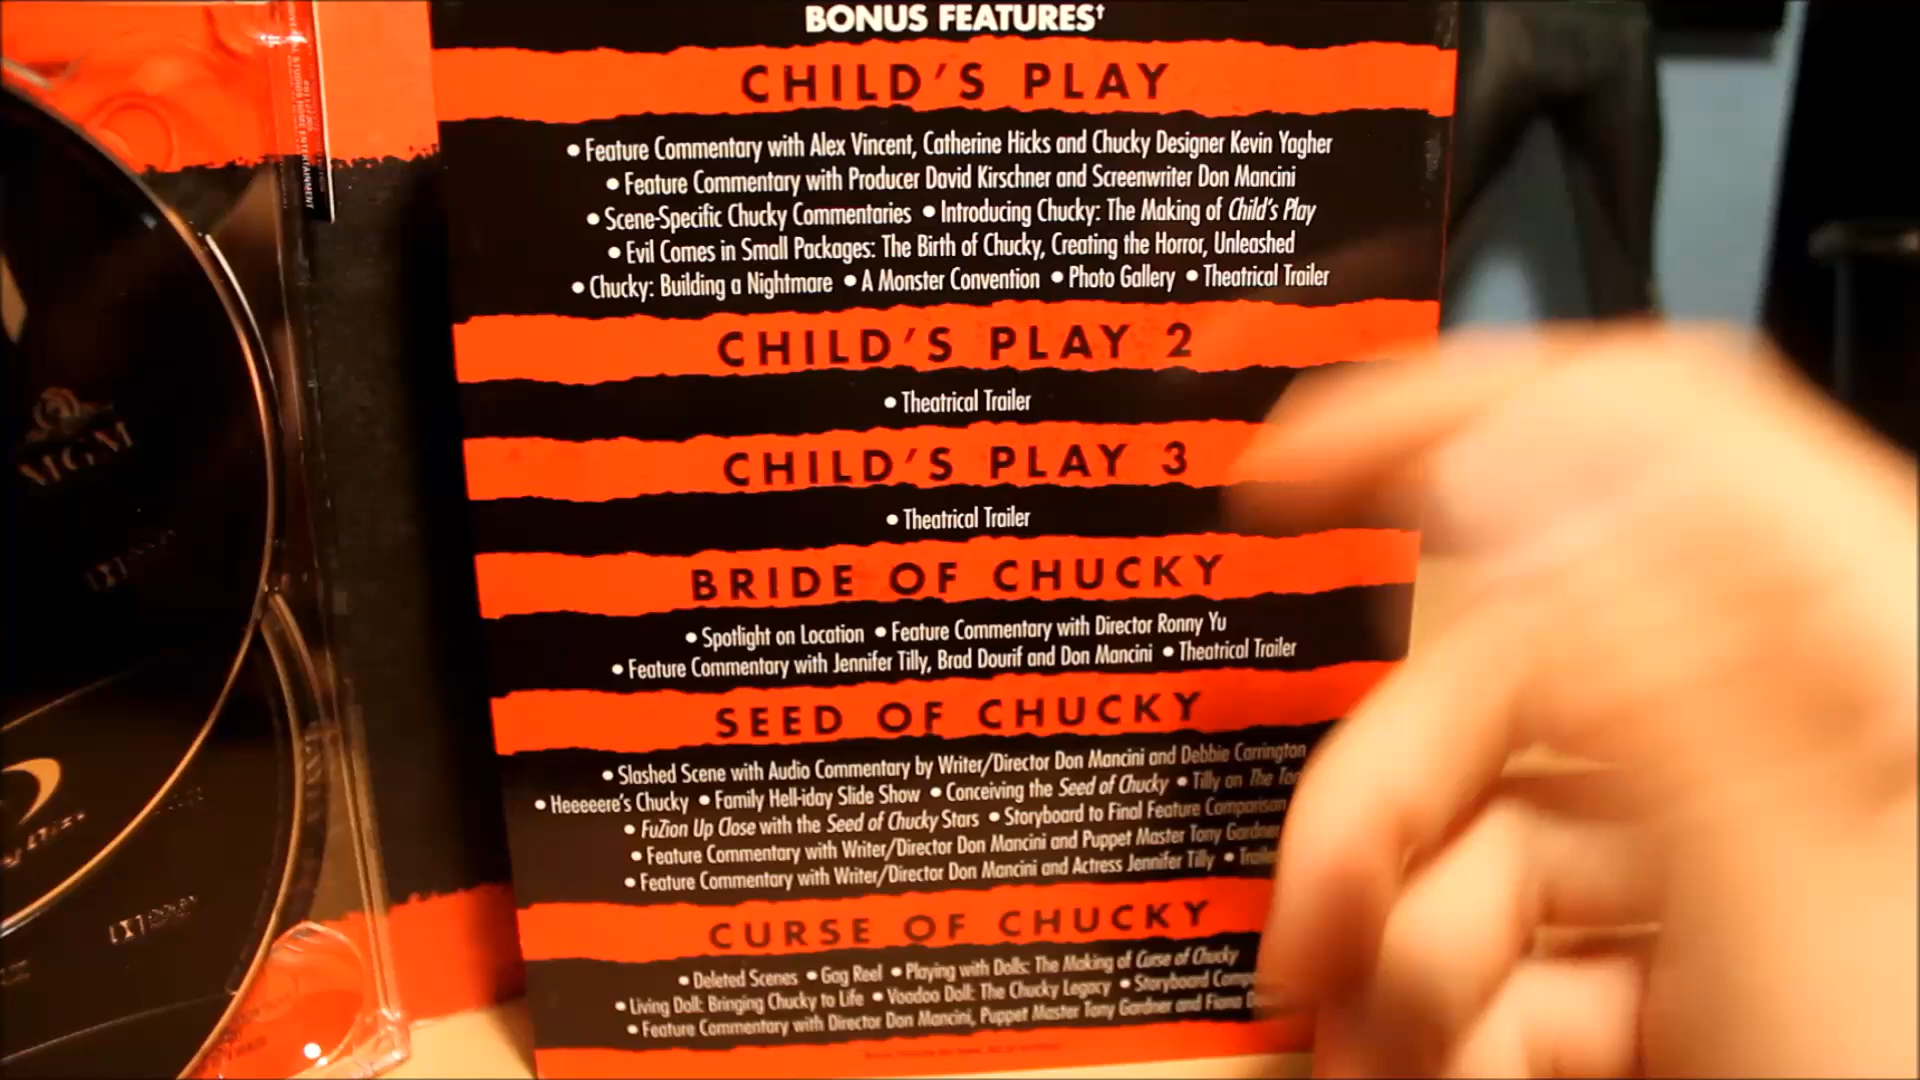 BONUS FEATURES†
CHILD'S PLAY
• Feature Commentary with Alex Vincent, Catherine Hicks and Chucky Designer Kevin Yagher
• Feature Commentary with Producer David Kirschner and Screenwriter Don Mancini
• Scene-Specific Chucky Commentaries • Introducing Chucky: The Making of Child's Play
• Evil Comes in Small Packages: The Birth of Chucky, Creating the Horror, Unleashed
• Chucky: Building a Nightmare • A Monster Convention • Photo Gallery • Theatrical Trailer
CHILD'S PLAY 2
• Theatrical Trailer
CHILD'S PLAY 3
• Theatrical Trailer
BRIDE OF CHUCKY
• Spotlight on Location • Feature Commentary with Director Ronny Yu
• Feature Commentary with Jennifer Tilly, Brad Dourif and Don Mancini • Theatrical Trailer
SEED OF CHUCKY
• Slashed Scene with Audio Commentary by Writer/Director Don Mancini and Debbie Carrington
• Heeeeere's Chucky • Family Hell-iday Slide Show • Conceiving the Seed of Chucky • Tilly on The
• FuZion Up Close with the Seed of Chucky Stars • Storyboard to Final Feature Comparison
• Feature Commentary with Writer/Director Don Mancini and Puppet Master Tony Gardner
• Feature Commentary with Writer/Director Don Mancini and Actress Jennifer Tilly •
CURSE OF CHUCKY
• Deleted Scenes • Gag Reel • Playing with Dolls: The Making of Curse of Chucky
• Living Doll: Bringing Chucky to Life • Voodoo Doll: The Chucky Legacy • Storyboard
• Feature Commentary with Director Don Mancini, Puppet Master Tony Gardner and Fiona
MGM